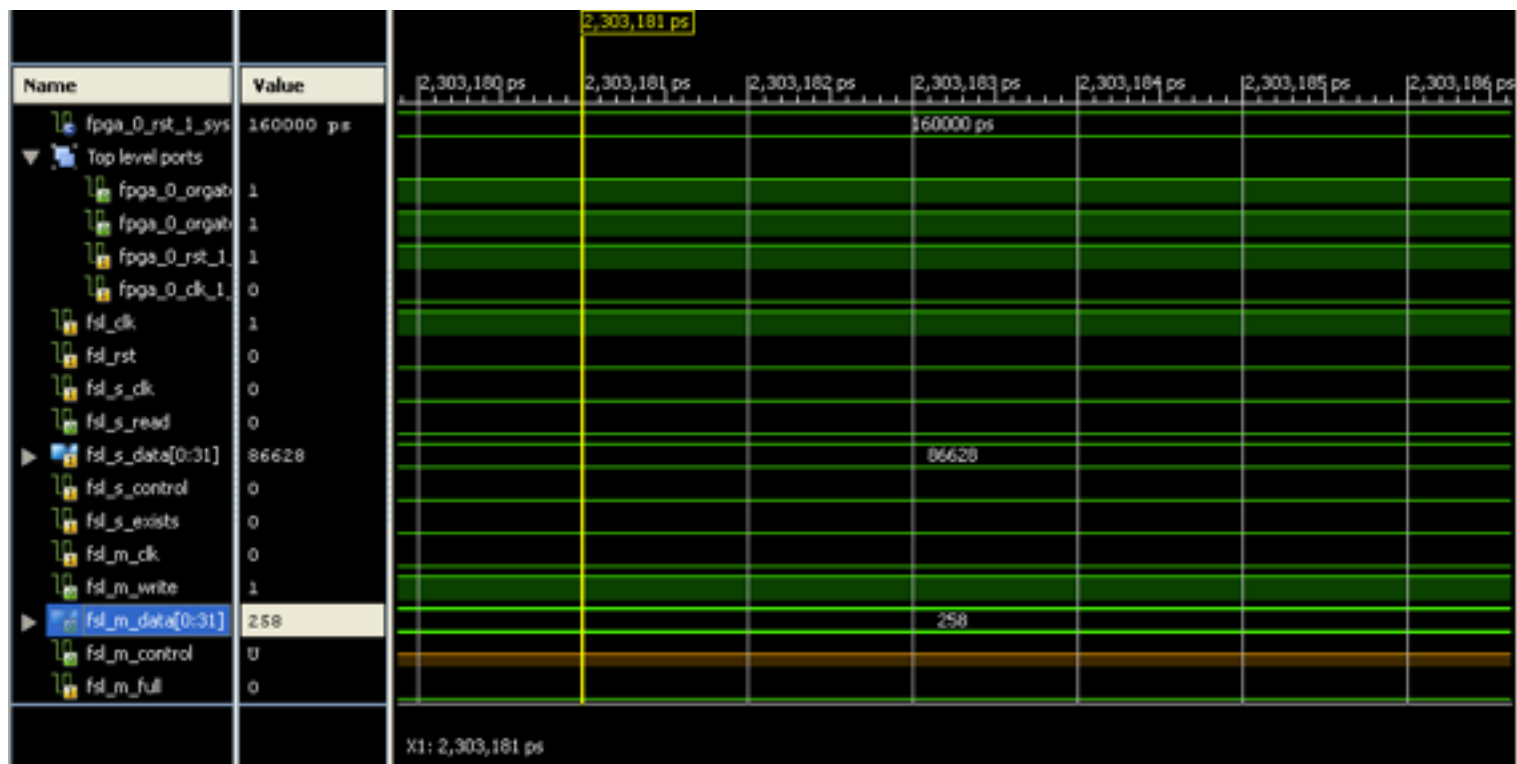 2,303,181 ps
Name Value
2,303,180 ps 2,303,181 ps 2,303,182 ps 2,303,183 ps 2,303,184 ps 2,303,185 ps 2,303,186 ps
fpga_0_rst_1_sys 160000 ps 160000 ps
Top level ports
fpga_0_orgat 1
fpga_0_orgat 1
fpga_0_rst_1_ 1
fpga_0_clk_1_ 0
fsl_clk 1
fsl_rst 0
fsl_s_clk 0
fsl_s_read 0
fsl_s_data[0:31] 86628 86628
fsl_s_control 0
fsl_s_exists 0
fsl_m_clk 0
fsl_m_write 1
fsl_m_data[0:31] 258 258
fsl_m_control U
fsl_m_full 0
X1: 2,303,181 ps